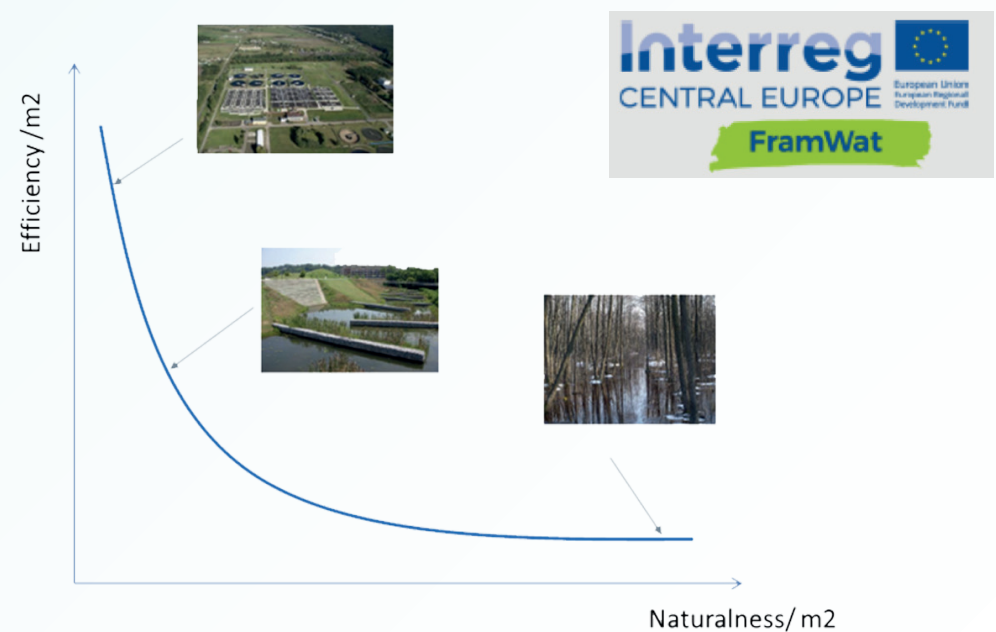 Efficiency /m2
Interreg
CENTRAL EUROPE
European Union
European Regional
Development Fund
FramWat
Naturalness/ m2